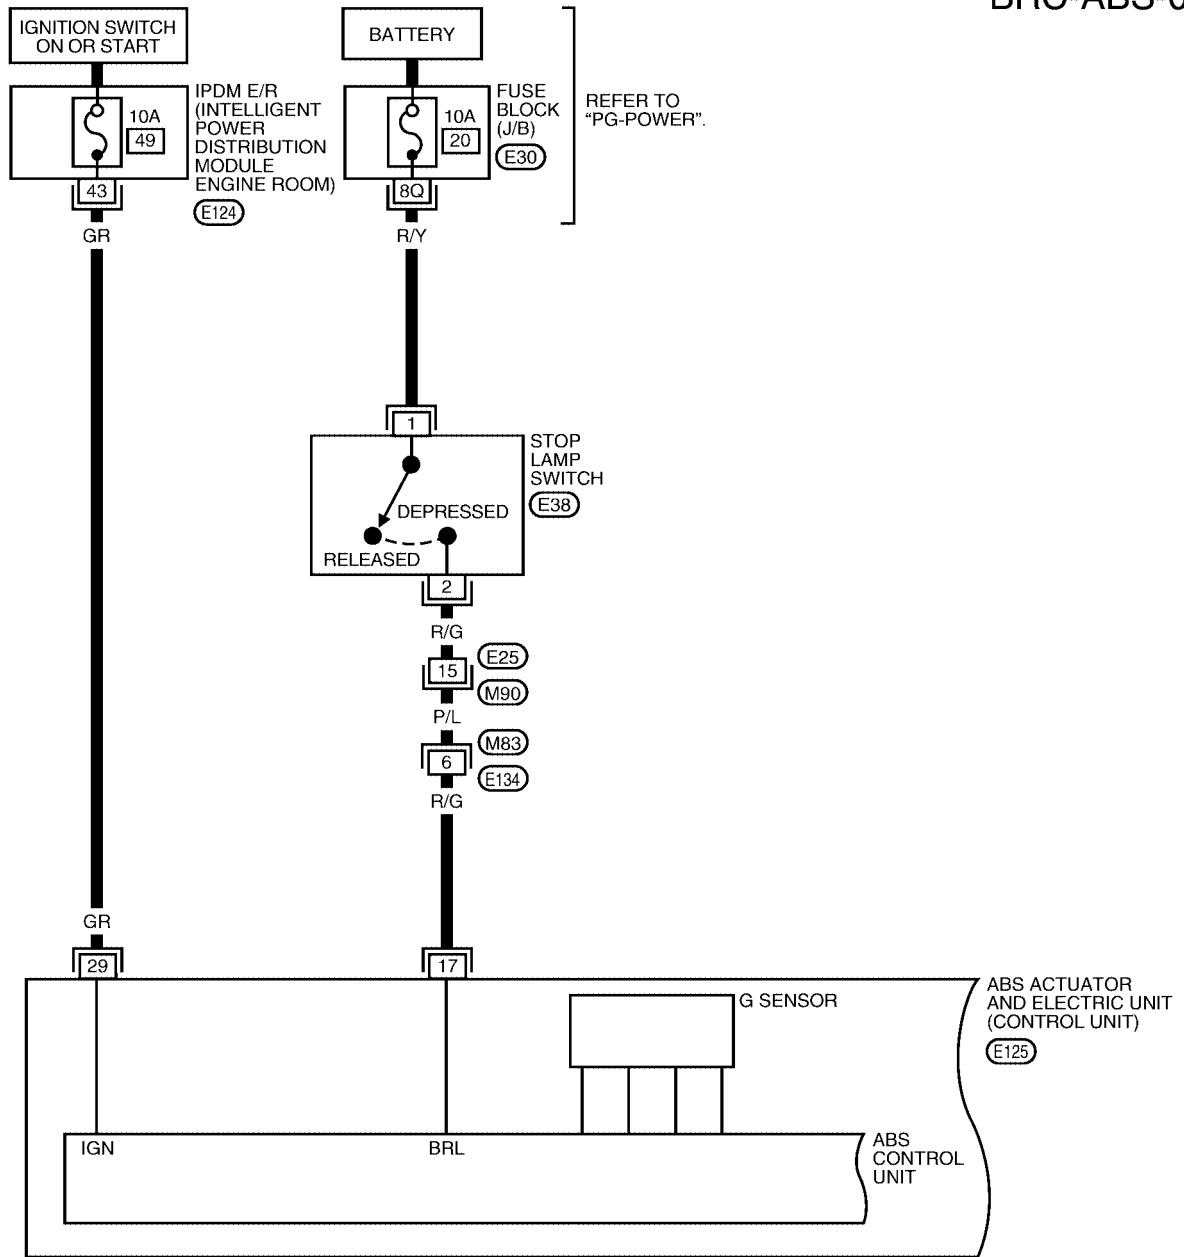 BRC-ABS-0
IGNITION SWITCH
ON OR START
BATTERY
10A
49
IPDM E/R
(INTELLIGENT
POWER
DISTRIBUTION
MODULE
ENGINE ROOM)
E124
10A
20
FUSE
BLOCK
(J/B)
E30
REFER TO
“PG-POWER”.
43
GR
8Q
R/Y
1
STOP
LAMP
SWITCH
E38
DEPRESSED
RELEASED
2
R/G
15
E25
M90
P/L
6
M83
E134
R/G
GR
29
17
G SENSOR
ABS ACTUATOR
AND ELECTRIC UNIT
(CONTROL UNIT)
E125
IGN
BRL
ABS
CONTROL
UNIT